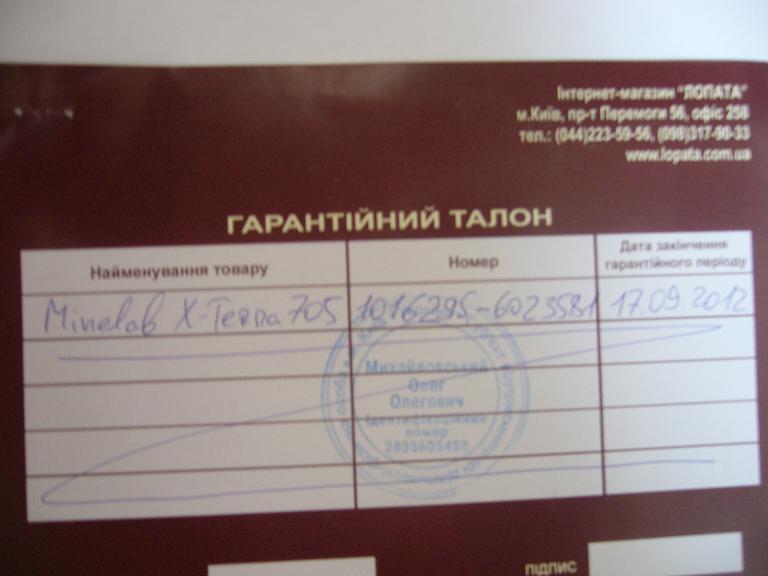 Інтернет-магазин "ЛОПАТА"
м.Київ, пр-т Перемоги 56, офіс 258
тел.: (044)223-59-56, (098)317-90-33
www.lopata.com.ua
ГАРАНТІЙНИЙ ТАЛОН
Найменування товару
Номер
Дата закінчення
гарантійного періоду
Minelab X-Terra 705
1016295-6023581
17.09.2012
Михайловський
Олег
Олегович
Ідентифікаційний
номер
підпис